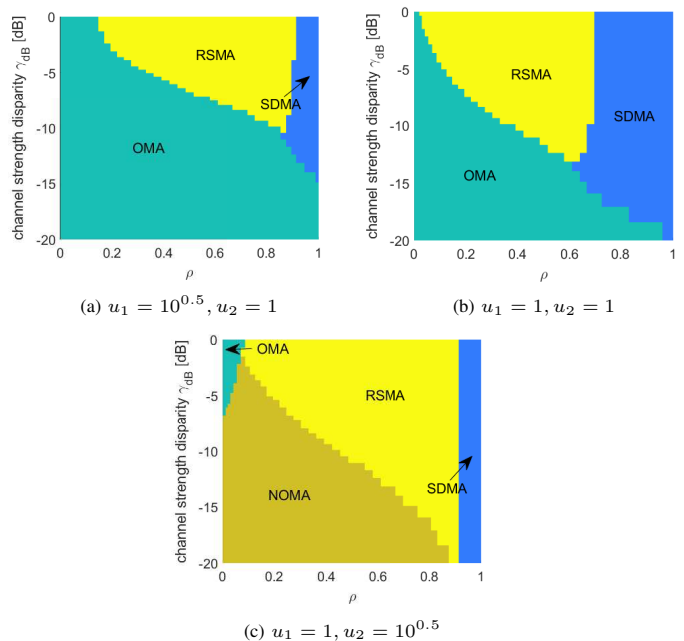 channel strength disparity γ_dB [dB]
0
-5
-10
-15
-20
RSMA
SDMA
OMA
0 0.2 0.4 0.6 0.8 1
ρ
(a) u₁ = 10^0.5, u₂ = 1
channel strength disparity γ_dB [dB]
0
-5
-10
-15
-20
RSMA
SDMA
OMA
0 0.2 0.4 0.6 0.8 1
ρ
(b) u₁ = 1, u₂ = 1
channel strength disparity γ_dB [dB]
0
-5
-10
-15
-20
OMA
RSMA
SDMA
NOMA
0 0.2 0.4 0.6 0.8 1
ρ
(c) u₁ = 1, u₂ = 10^0.5